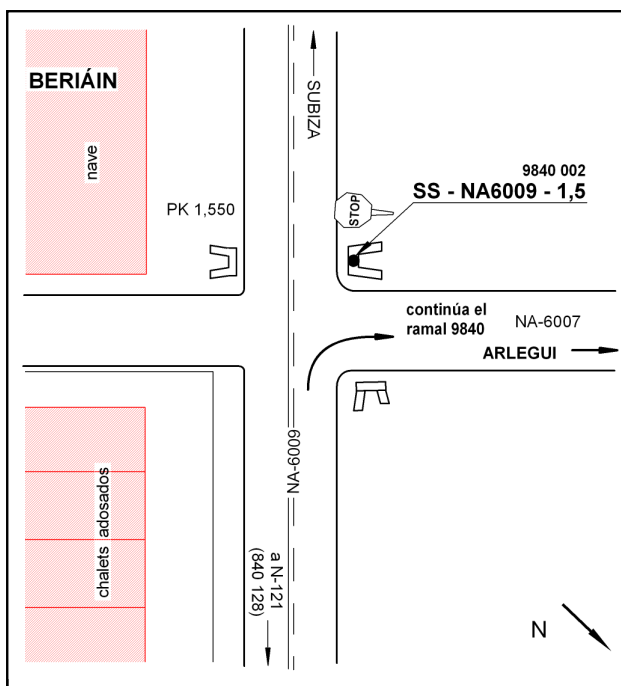 BERIÁIN
nave
SUBIZA
PK 1,550
STOP
9840 002
SS - NA6009 - 1,5
continúa el
ramal 9840
NA-6007
ARLEGUI
NA-6009
chalets adosados
a N-121
(840 128)
N